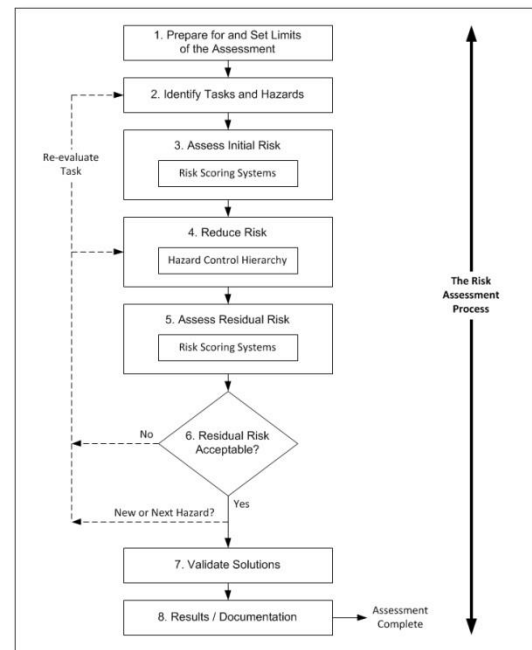 1. Prepare for and Set Limits
of the Assessment
2. Identify Tasks and Hazards
Re-evaluate
Task
3. Assess Initial Risk
Risk Scoring Systems
4. Reduce Risk
Hazard Control Hierarchy
The Risk
Assessment
Process
5. Assess Residual Risk
Risk Scoring Systems
No
6. Residual Risk
Acceptable?
Yes
New or Next Hazard?
7. Validate Solutions
8. Results / Documentation
Assessment
Complete